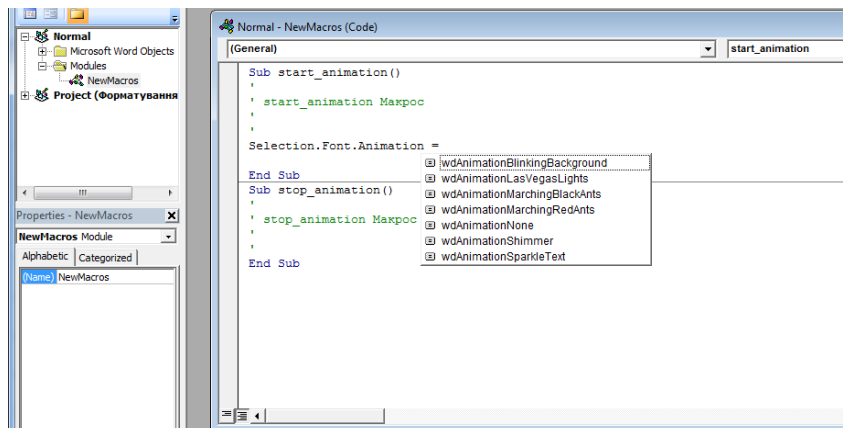 Normal
Microsoft Word Objects
Modules
NewMacros
Project (Форматування
Properties - NewMacros
NewMacros Module
Alphabetic Categorized
(Name) NewMacros
Normal - NewMacros (Code)
(General) start_animation
Sub start_animation()
'
' start_animation Макрос
'
'
Selection.Font.Animation =
wdAnimationBlinkingBackground
wdAnimationLasVegasLights
wdAnimationMarchingBlackAnts
wdAnimationMarchingRedAnts
wdAnimationNone
wdAnimationShimmer
wdAnimationSparkleText
End Sub
Sub stop_animation()
'
' stop_animation Макрос
'
'
End Sub